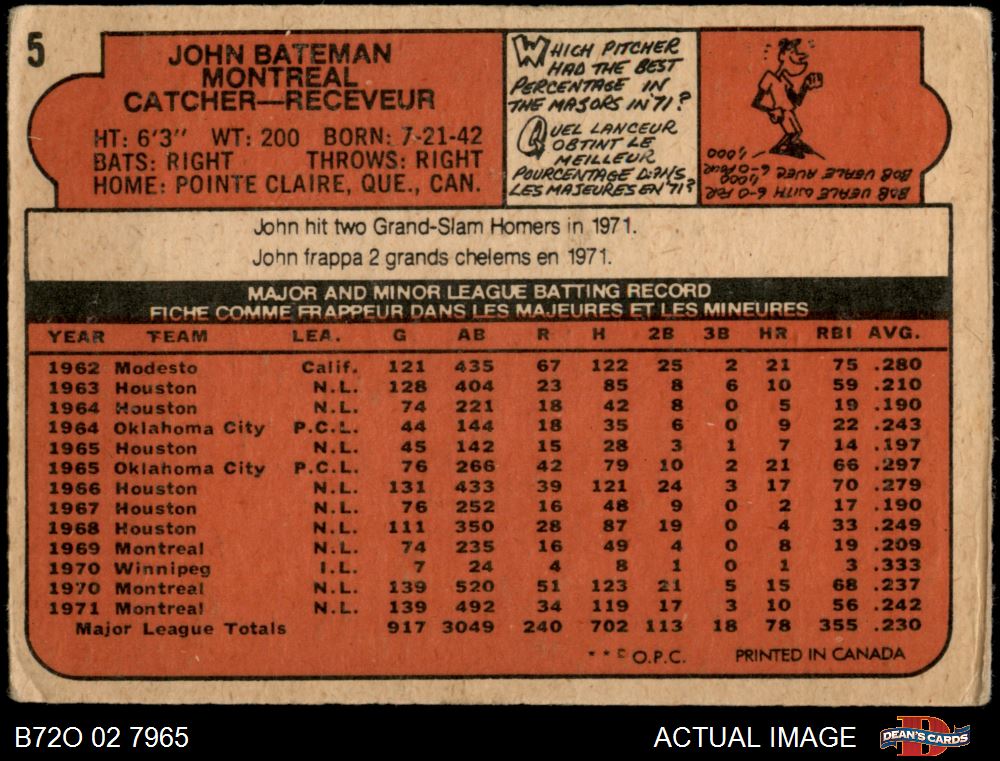 5
JOHN BATEMAN
MONTREAL
CATCHER—RECEVEUR
HT: 6'3" WT: 200 BORN: 7-21-42
BATS: RIGHT THROWS: RIGHT
HOME: POINTE CLAIRE, QUE., CAN.
WHICH PITCHER
HAD THE BEST
PERCENTAGE IN
THE MAJORS IN '71?
QUEL LANCEUR
OBTINT LE
MEILLEUR
POURCENTAGE DANS
LES MAJEURES EN '71?
BOB VEALE WITH 6-0 FOR
1,000
BOB VEALE AVEC 6-0 POUR
1,000
John hit two Grand-Slam Homers in 1971.
John frappa 2 grands chelems en 1971.
MAJOR AND MINOR LEAGUE BATTING RECORD
FICHE COMME FRAPPEUR DANS LES MAJEURES ET LES MINEURES
YEAR TEAM LEA. G AB R H 2B 3B HR RBI AVG.
1962 Modesto Calif. 121 435 67 122 25 2 21 75 .280
1963 Houston N.L. 128 404 23 85 8 6 10 59 .210
1964 Houston N.L. 74 221 18 42 8 0 5 19 .190
1964 Oklahoma City P.C.L. 44 144 18 35 6 0 9 22 .243
1965 Houston N.L. 45 142 15 28 3 1 7 14 .197
1965 Oklahoma City P.C.L. 76 266 42 79 10 2 21 66 .297
1966 Houston N.L. 131 433 39 121 24 3 17 70 .279
1967 Houston N.L. 76 252 16 48 9 0 2 17 .190
1968 Houston N.L. 111 350 28 87 19 0 4 33 .249
1969 Montreal N.L. 74 235 16 49 4 0 8 19 .209
1970 Winnipeg I.L. 7 24 4 8 1 0 1 3 .333
1970 Montreal N.L. 139 520 51 123 21 5 15 68 .237
1971 Montreal N.L. 139 492 34 119 17 3 10 56 .242
Major League Totals 917 3049 240 702 113 18 78 355 .230
* * © O.P.C. PRINTED IN CANADA
B72O 02 7965
ACTUAL IMAGE
D
DEAN'S CARDS